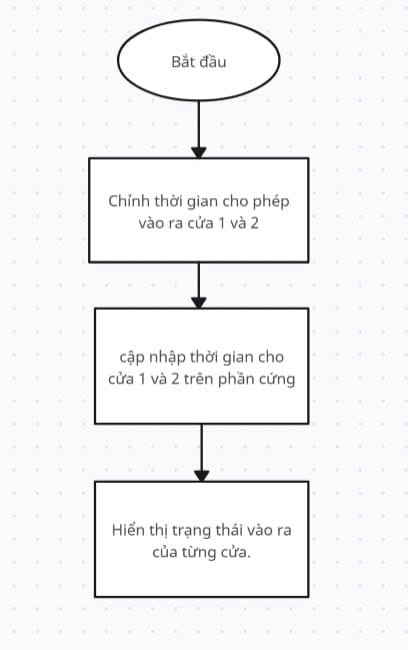 Bắt đầu
Chỉnh thời gian cho phép
vào ra cửa 1 và 2
cập nhập thời gian cho
cửa 1 và 2 trên phần cứng
Hiển thị trạng thái vào ra
của từng cửa.